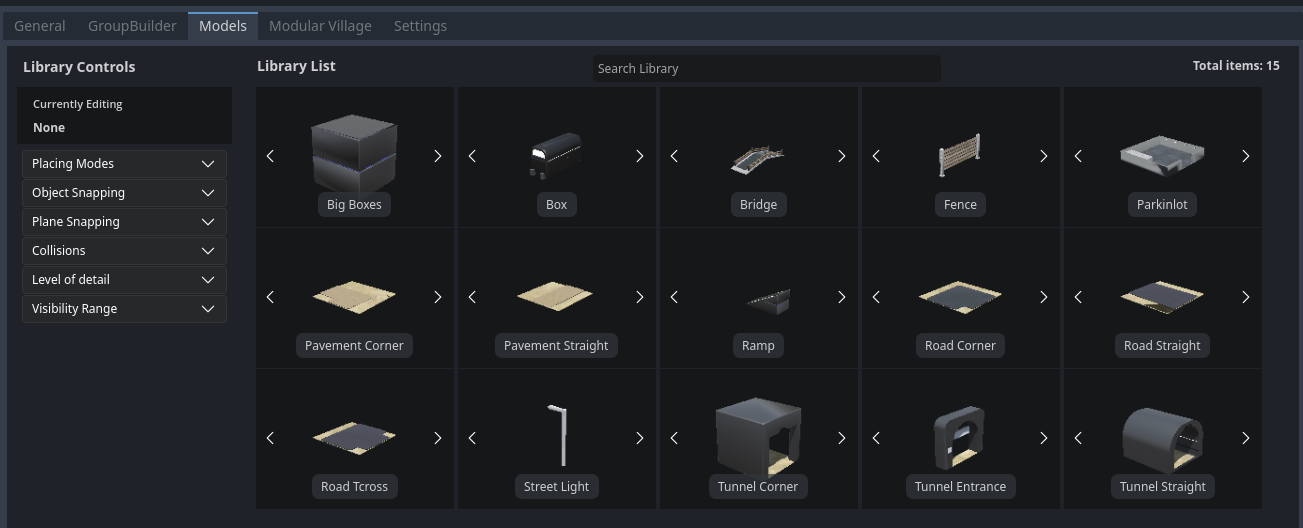 General GroupBuilder Models Modular Village Settings
Library Controls
Currently Editing
None
Placing Modes
Object Snapping
Plane Snapping
Collisions
Level of detail
Visibility Range
Library List Search Library Total items: 15
Big Boxes Box Bridge Fence Parkinlot
Pavement Corner Pavement Straight Ramp Road Corner Road Straight
Road Tcross Street Light Tunnel Corner Tunnel Entrance Tunnel Straight